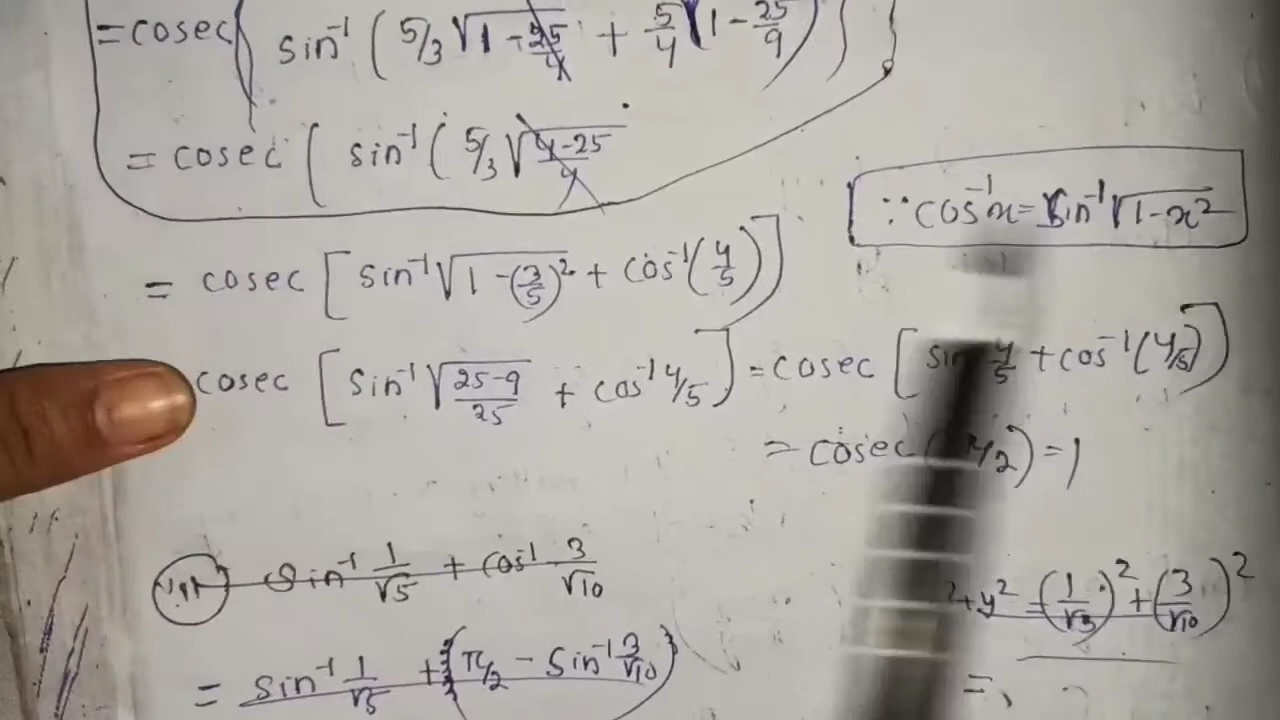 = cosec( sin⁻¹ ( 5/3 √1 - 25/4 + 5/4 √1 - 25/9 ) )
= cosec ( sin⁻¹ ( 5/3 √4-25/4
∵ cos⁻¹x = sin⁻¹ √1-x²
= cosec [ sin⁻¹ √1 - (3/5)² + cos⁻¹ (4/5) ]
cosec [ sin⁻¹ √25-9/25 + cos⁻¹ 4/5 ] = cosec [ sin 4/5 + cos⁻¹ (4/5) ]
= cosec ( /2 ) = 1
sin⁻¹ 1/√5 + cos⁻¹ 3/√10
²+y² = (1/√5)² + (3/√10)²
= sin⁻¹ 1/√5 + { π/2 - sin⁻¹ 3/√10 )
=